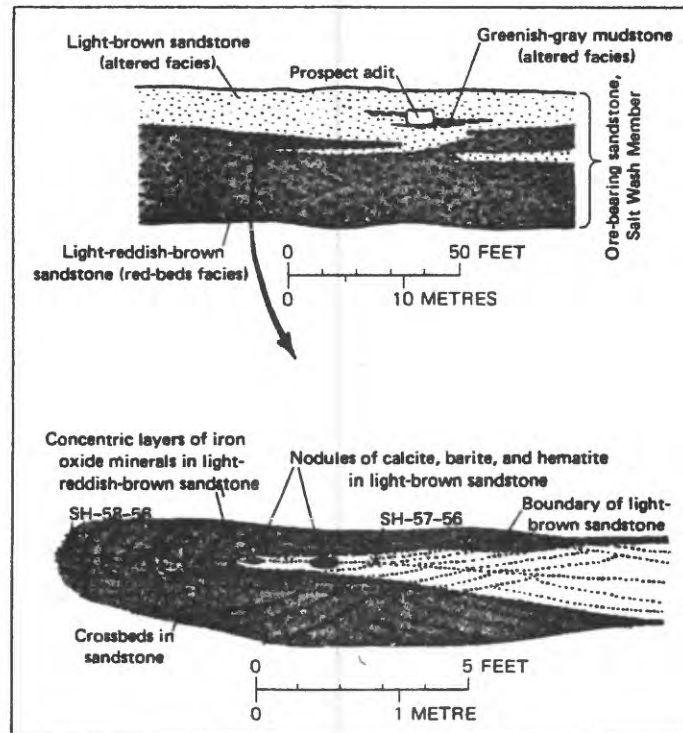 Light-brown sandstone
(altered facies)
Greenish-gray mudstone
(altered facies)
Prospect adit
Ore-bearing sandstone,
Salt Wash Member
Light-reddish-brown
sandstone (red-beds facies)
0 50 FEET
0 10 METRES
Concentric layers of iron
oxide minerals in light-
reddish-brown sandstone
Nodules of calcite, barite, and hematite
in light-brown sandstone
SH-58-56
SH-57-56
Boundary of light-
brown sandstone
Crossbeds in
sandstone
0 5 FEET
0 1 METRE